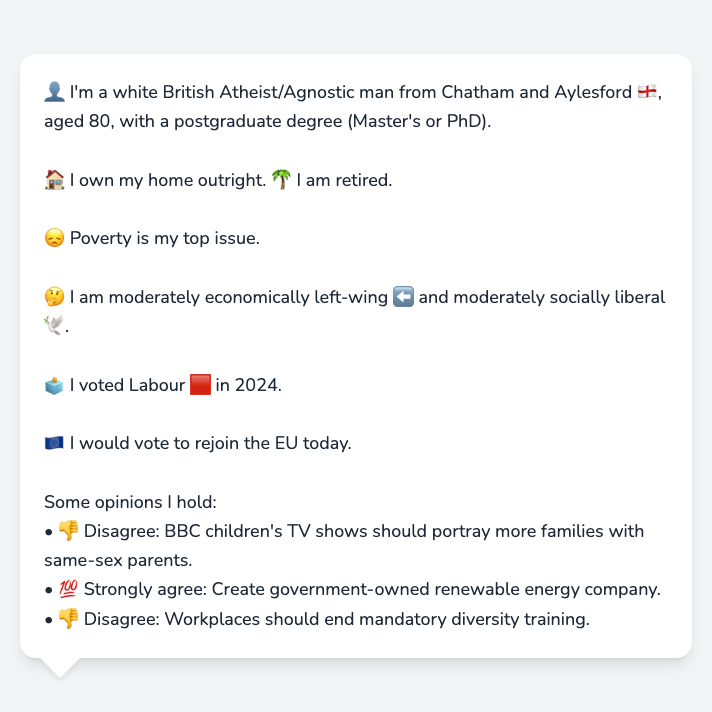 👤 I'm a white British Atheist/Agnostic man from Chatham and Aylesford 🏴󠁧󠁢󠁥󠁮󠁧󠁿,
aged 80, with a postgraduate degree (Master's or PhD).
🏠 I own my home outright. 🌴 I am retired.
😞 Poverty is my top issue.
🤔 I am moderately economically left-wing ⬅️ and moderately socially liberal
🕊️.
🗳️ I voted Labour 🟥 in 2024.
🇪🇺 I would vote to rejoin the EU today.
Some opinions I hold:
• 👎 Disagree: BBC children's TV shows should portray more families with
same-sex parents.
• 💯 Strongly agree: Create government-owned renewable energy company.
• 👎 Disagree: Workplaces should end mandatory diversity training.